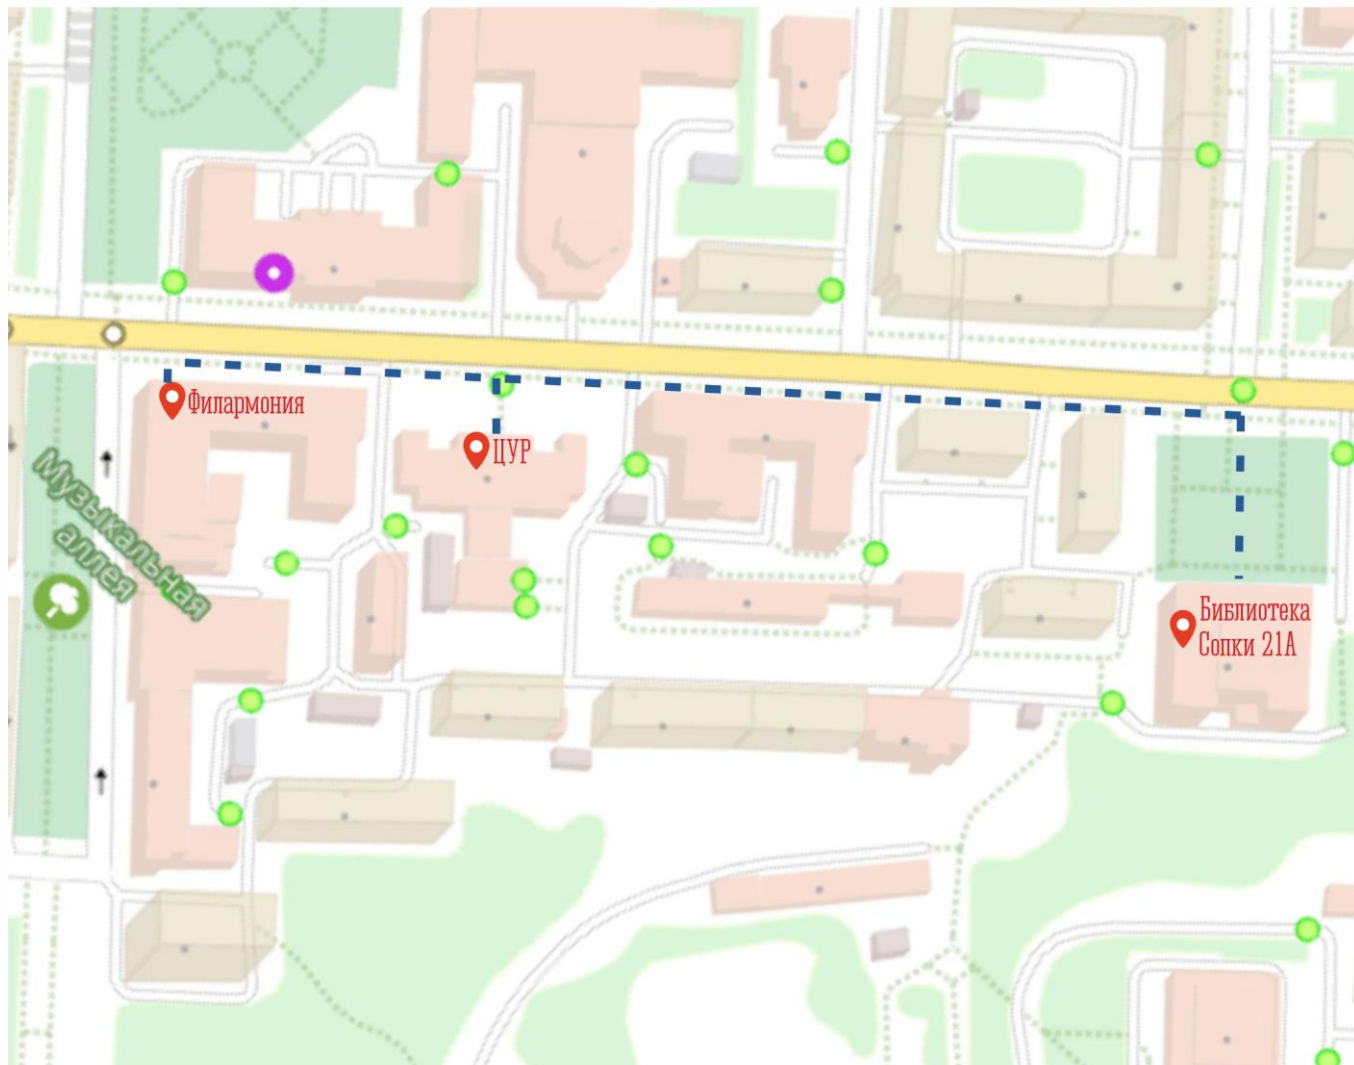 Филармония
ЦУР
Музыкальная
аллея
Библиотека
Сопки 21А